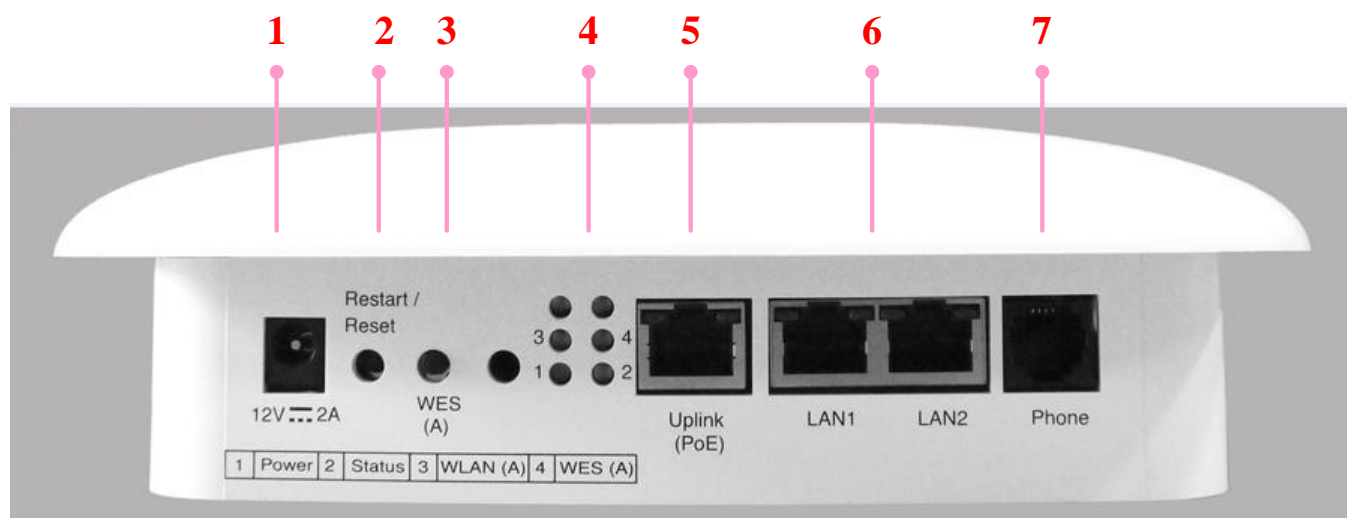 1 2 3 4 5 6 7
Restart /
Reset
3 4
1 2
12V 2A
WES
(A)
Uplink
(PoE)
LAN1 LAN2 Phone
1 Power 2 Status 3 WLAN (A) 4 WES (A)